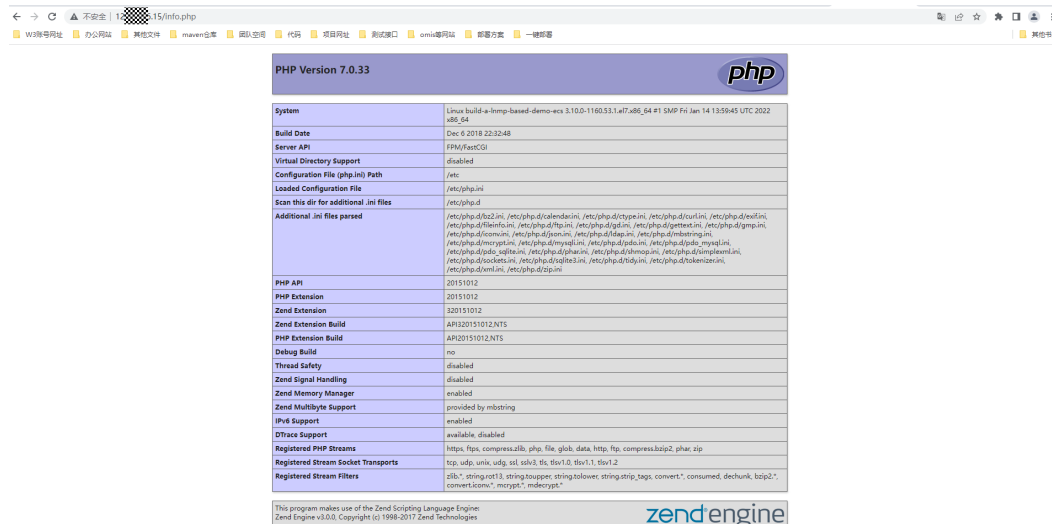 不安全 | 12 5.15/info.php
W3账号网址 办公网站 其他文件 maven仓库 团队空间 代码 项目网址 测试接口 omis等网站 部署方案 一键部署 其他书
PHP Version 7.0.33
php
System Linux build-a-lnmp-based-demo-ecs 3.10.0-1160.53.1.el7.x86_64 #1 SMP Fri Jan 14 13:59:45 UTC 2022
x86_64
Build Date Dec 6 2018 22:32:48
Server API FPM/FastCGI
Virtual Directory Support disabled
Configuration File (php.ini) Path /etc
Loaded Configuration File /etc/php.ini
Scan this dir for additional .ini files /etc/php.d
Additional .ini files parsed /etc/php.d/bz2.ini, /etc/php.d/calendar.ini, /etc/php.d/ctype.ini, /etc/php.d/curl.ini, /etc/php.d/exif.ini,
/etc/php.d/fileinfo.ini, /etc/php.d/ftp.ini, /etc/php.d/gd.ini, /etc/php.d/gettext.ini, /etc/php.d/gmp.ini,
/etc/php.d/iconv.ini, /etc/php.d/json.ini, /etc/php.d/ldap.ini, /etc/php.d/mbstring.ini,
/etc/php.d/mcrypt.ini, /etc/php.d/mysqli.ini, /etc/php.d/pdo.ini, /etc/php.d/pdo_mysql.ini,
/etc/php.d/pdo_sqlite.ini, /etc/php.d/phar.ini, /etc/php.d/shmop.ini, /etc/php.d/simplexml.ini,
/etc/php.d/sockets.ini, /etc/php.d/sqlite3.ini, /etc/php.d/tidy.ini, /etc/php.d/tokenizer.ini,
/etc/php.d/xml.ini, /etc/php.d/zip.ini
PHP API 20151012
PHP Extension 20151012
Zend Extension 320151012
Zend Extension Build API320151012,NTS
PHP Extension Build API20151012,NTS
Debug Build no
Thread Safety disabled
Zend Signal Handling disabled
Zend Memory Manager enabled
Zend Multibyte Support provided by mbstring
IPv6 Support enabled
DTrace Support available, disabled
Registered PHP Streams https, ftps, compress.zlib, php, file, glob, data, http, ftp, compress.bzip2, phar, zip
Registered Stream Socket Transports tcp, udp, unix, udg, ssl, sslv3, tls, tlsv1.0, tlsv1.1, tlsv1.2
Registered Stream Filters zlib.*, string.rot13, string.toupper, string.tolower, string.strip_tags, convert.*, consumed, dechunk, bzip2.*,
convert.iconv.*, mcrypt.*, mdecrypt.*
This program makes use of the Zend Scripting Language Engine:
Zend Engine v3.0.0, Copyright (c) 1998-2017 Zend Technologies
zend engine